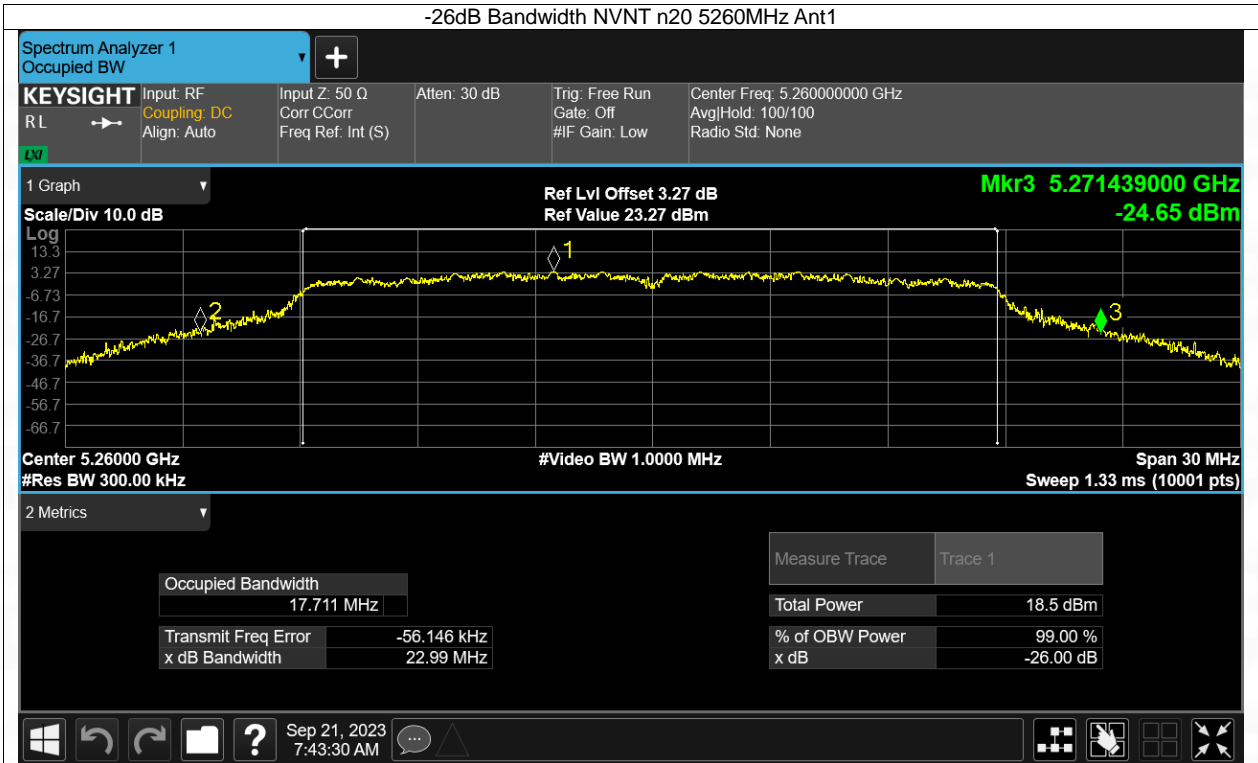 -26dB Bandwidth NVNT n20 5260MHz Ant1
Spectrum Analyzer 1
Occupied BW
+
KEYSIGHT
R L
LXI
Input: RF
Coupling: DC
Align: Auto
Input Z: 50 Ω
Corr CCorr
Freq Ref: Int (S)
Atten: 30 dB
Trig: Free Run
Gate: Off
#IF Gain: Low
Center Freq: 5.260000000 GHz
Avg|Hold: 100/100
Radio Std: None
1 Graph
Scale/Div 10.0 dB
Ref Lvl Offset 3.27 dB
Ref Value 23.27 dBm
Mkr3 5.271439000 GHz
-24.65 dBm
Log
13.3
3.27
-6.73
-16.7
-26.7
-36.7
-46.7
-56.7
-66.7
1
2
3
Center 5.26000 GHz
#Res BW 300.00 kHz
#Video BW 1.0000 MHz
Span 30 MHz
Sweep 1.33 ms (10001 pts)
2 Metrics
Measure Trace Trace 1
Occupied Bandwidth
17.711 MHz
Total Power 18.5 dBm
Transmit Freq Error -56.146 kHz
% of OBW Power 99.00 %
x dB Bandwidth 22.99 MHz
x dB -26.00 dB
?
Sep 21, 2023
7:43:30 AM